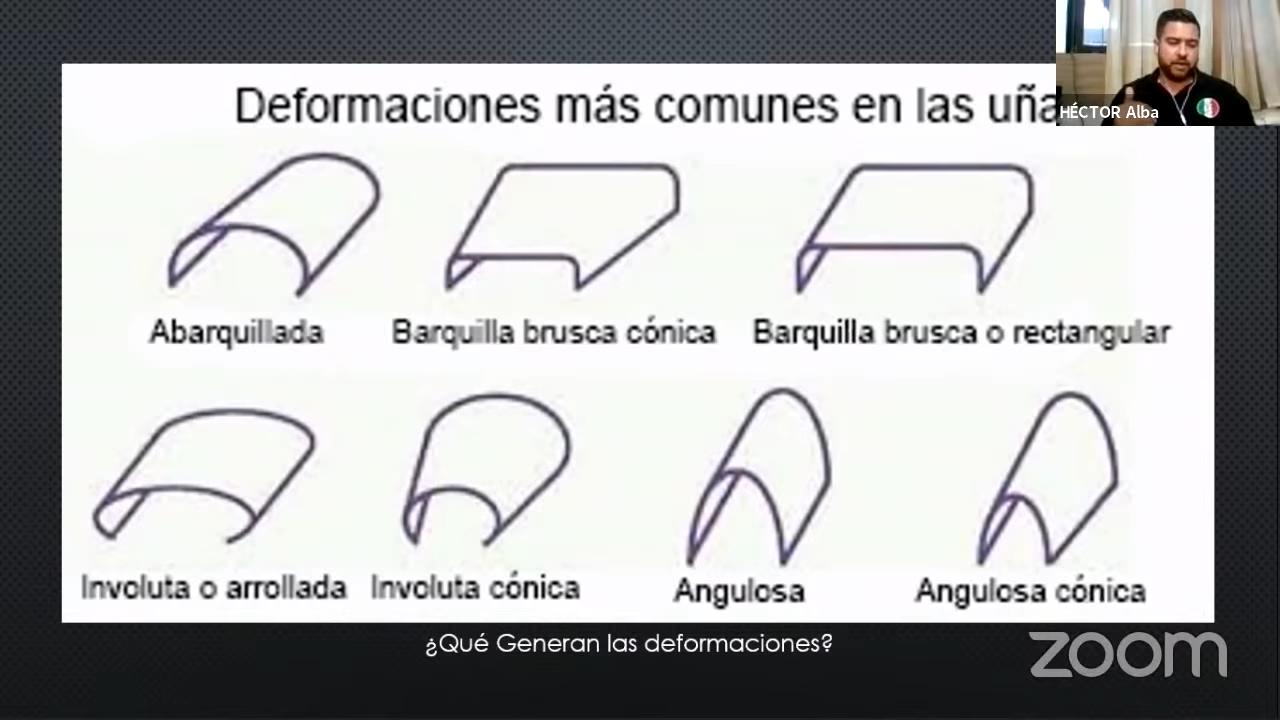 Deformaciones más comunes en las uña
HÉCTOR Alba
Abarquillada
Barquilla brusca cónica
Barquilla brusca o rectangular
Involuta o arrollada
Involuta cónica
Angulosa
Angulosa cónica
¿Qué Generan las deformaciones?
zoom